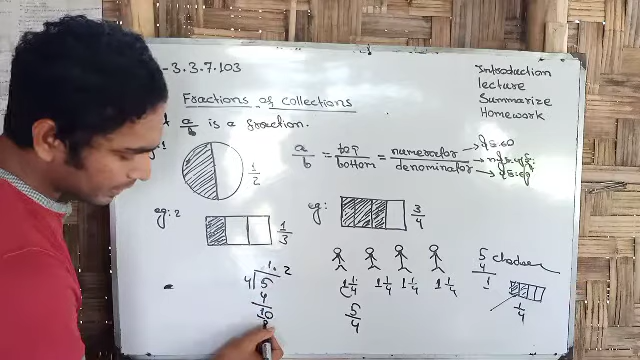 -3.3.7.103
Fractions of collections
a/b is a fraction.
a/b = top/bottom = numerator/denominator
1/2
eg:2
1/3
eg:
3/4
1 1/4 1 1/4 1 1/4 1 1/4
5/4
1.2
4 5
4
10
8
5/4
1
1/4
Introduction
lecture
Summarize
Homework